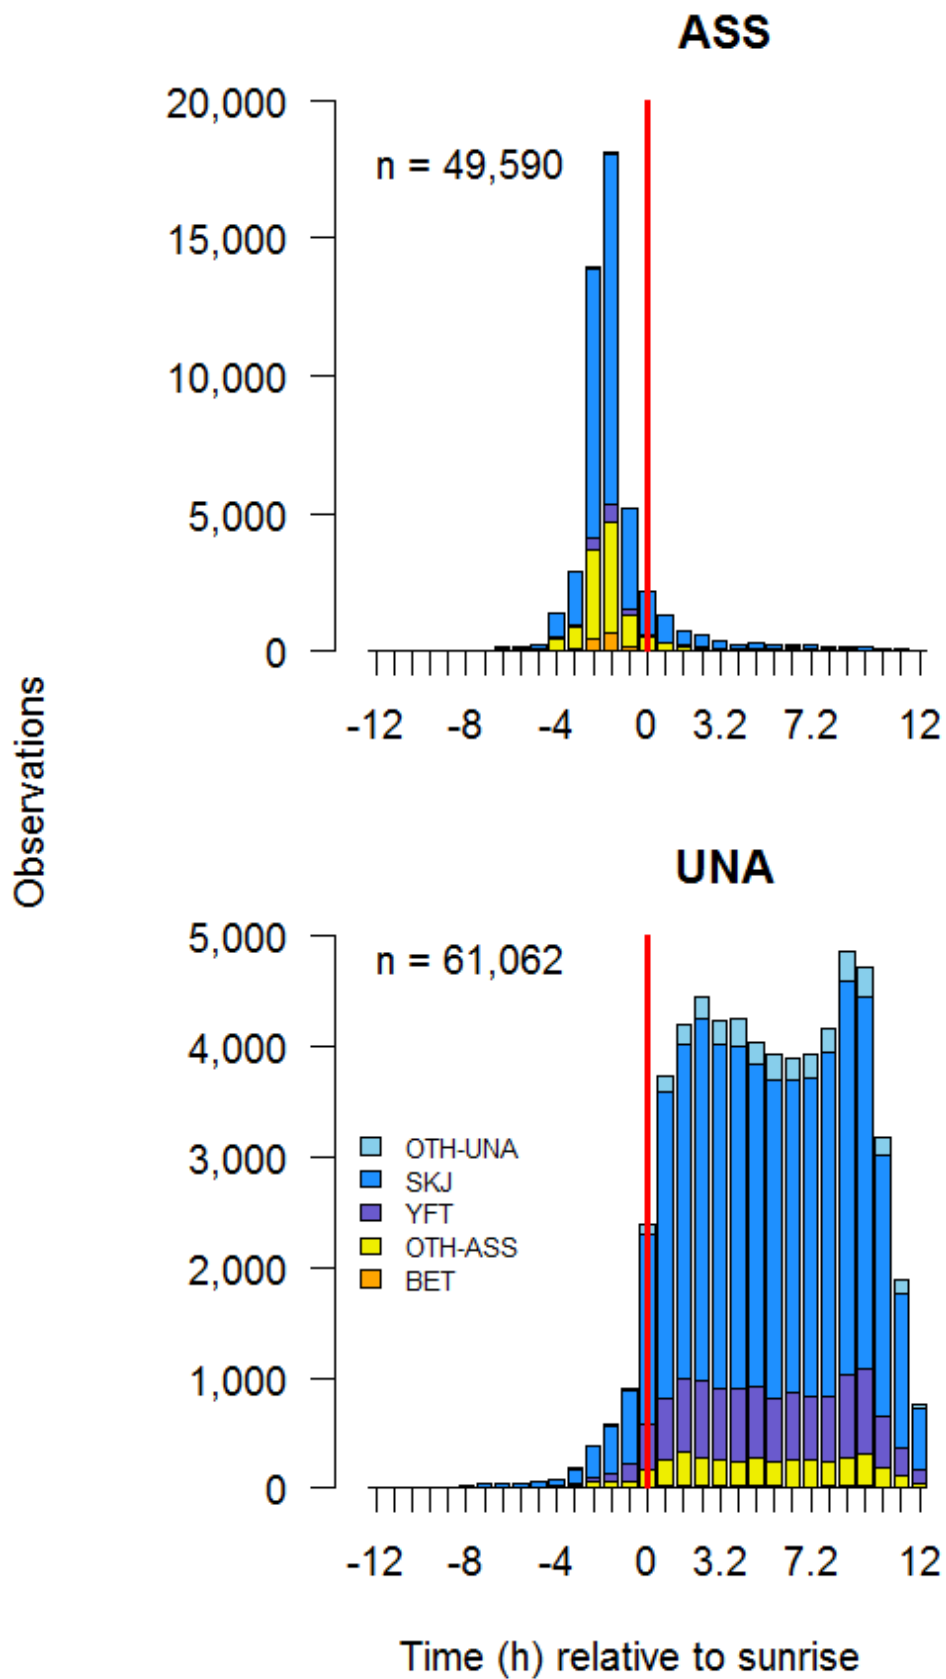 ASS
20,000
n = 49,590
15,000
10,000
5,000
0
-12 -8 -4 0 3.2 7.2 12
Observations
UNA
5,000
n = 61,062
4,000
3,000
2,000
1,000
0
OTH-UNA
SKJ
YFT
OTH-ASS
BET
-12 -8 -4 0 3.2 7.2 12
Time (h) relative to sunrise